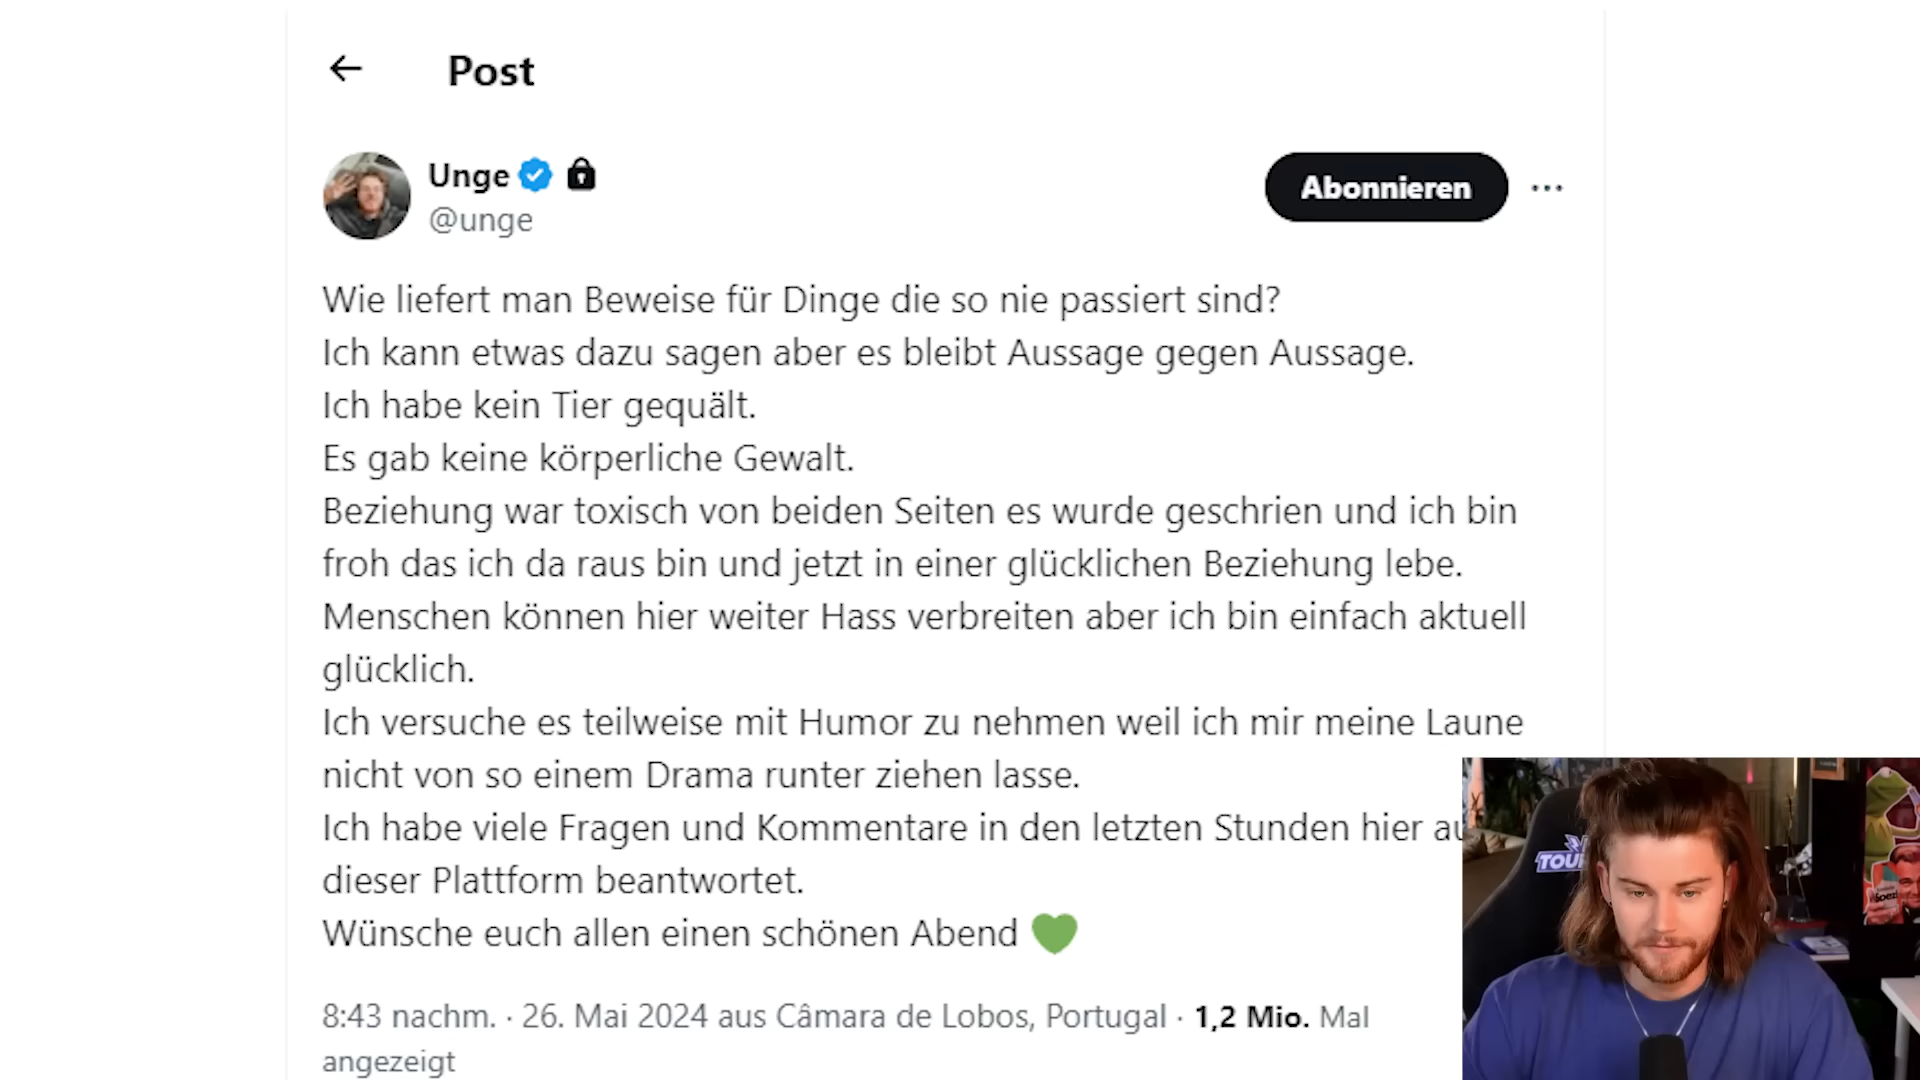 Post
Unge
@unge
Abonnieren
Wie liefert man Beweise für Dinge die so nie passiert sind?
Ich kann etwas dazu sagen aber es bleibt Aussage gegen Aussage.
Ich habe kein Tier gequält.
Es gab keine körperliche Gewalt.
Beziehung war toxisch von beiden Seiten es wurde geschrien und ich bin
froh das ich da raus bin und jetzt in einer glücklichen Beziehung lebe.
Menschen können hier weiter Hass verbreiten aber ich bin einfach aktuell
glücklich.
Ich versuche es teilweise mit Humor zu nehmen weil ich mir meine Laune
nicht von so einem Drama runter ziehen lasse.
Ich habe viele Fragen und Kommentare in den letzten Stunden hier
dieser Plattform beantwortet.
Wünsche euch allen einen schönen Abend 💚
8:43 nachm. · 26. Mai 2024 aus Câmara de Lobos, Portugal · 1,2 Mio. Mal
angezeigt